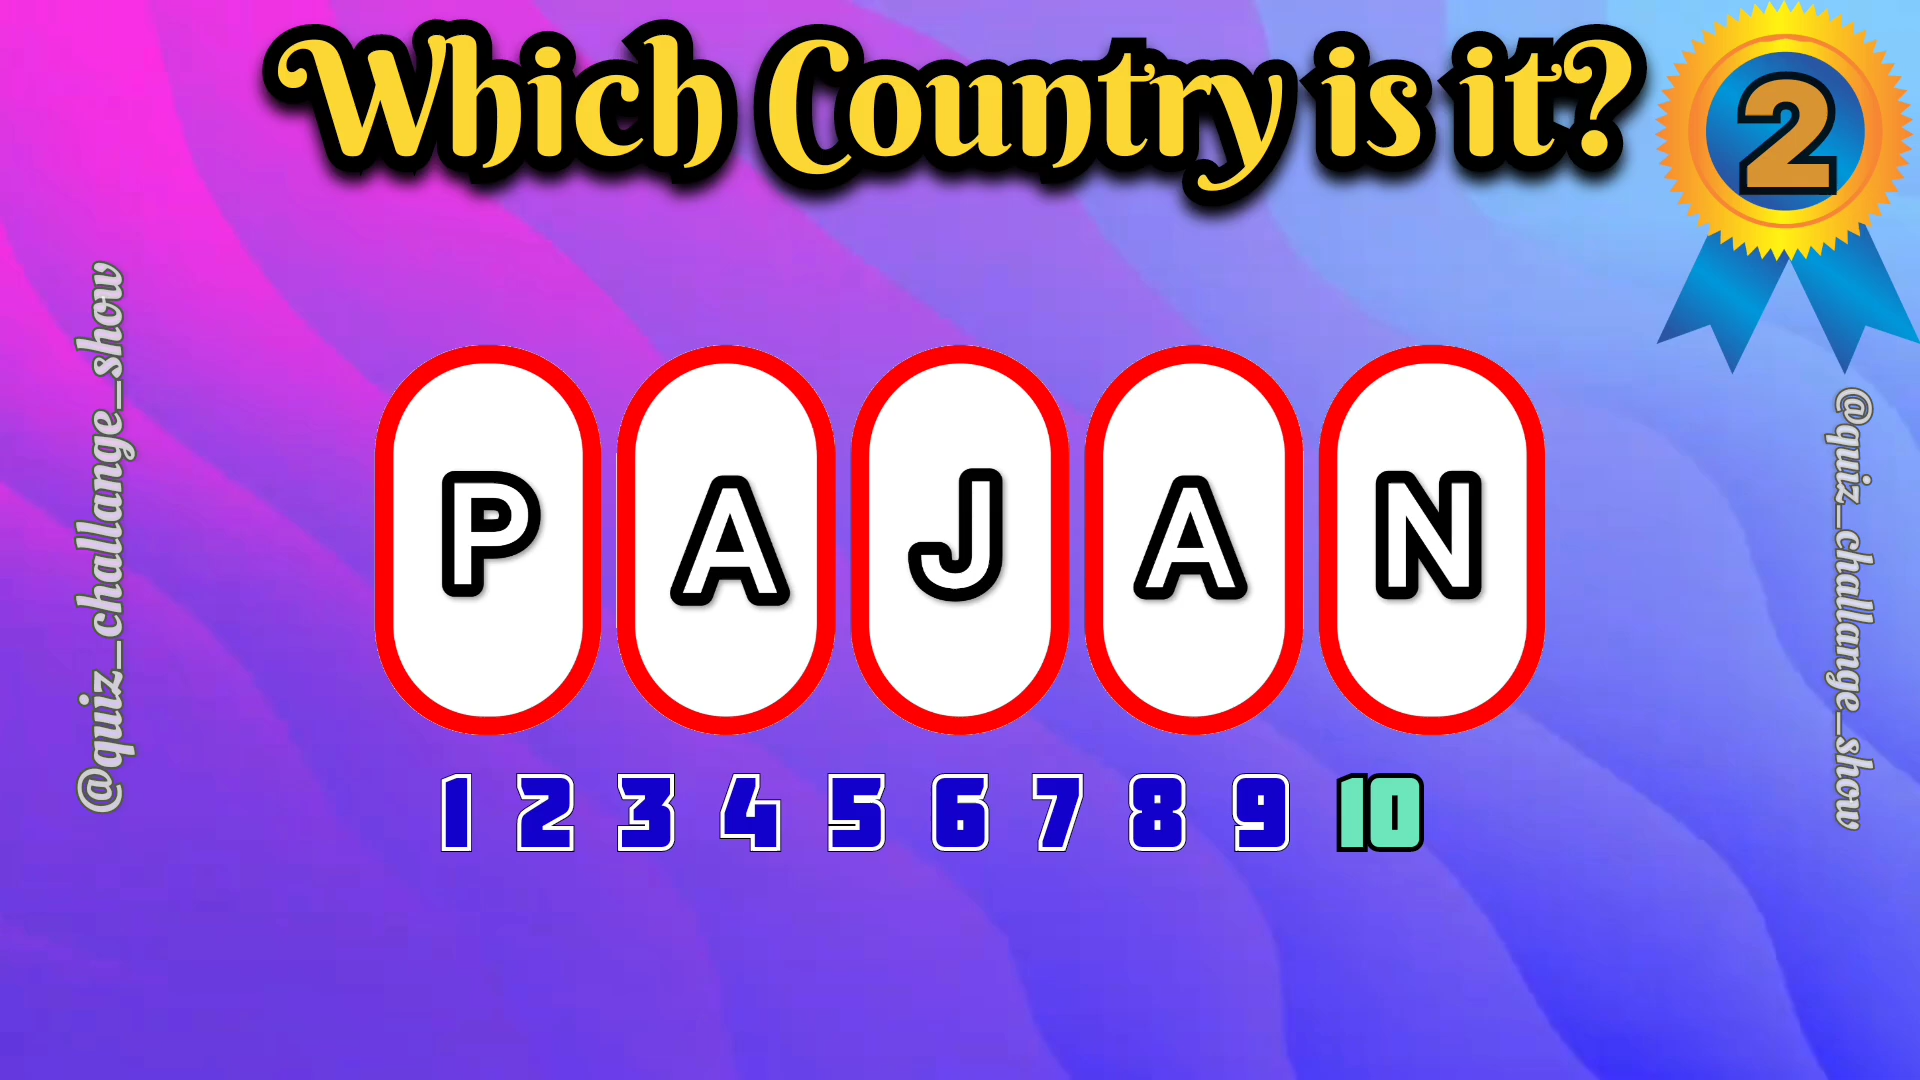 Which Country is it?
2
@quiz_challange_show
@quiz_challange_show
P A J A N
1 2 3 4 5 6 7 8 9 10